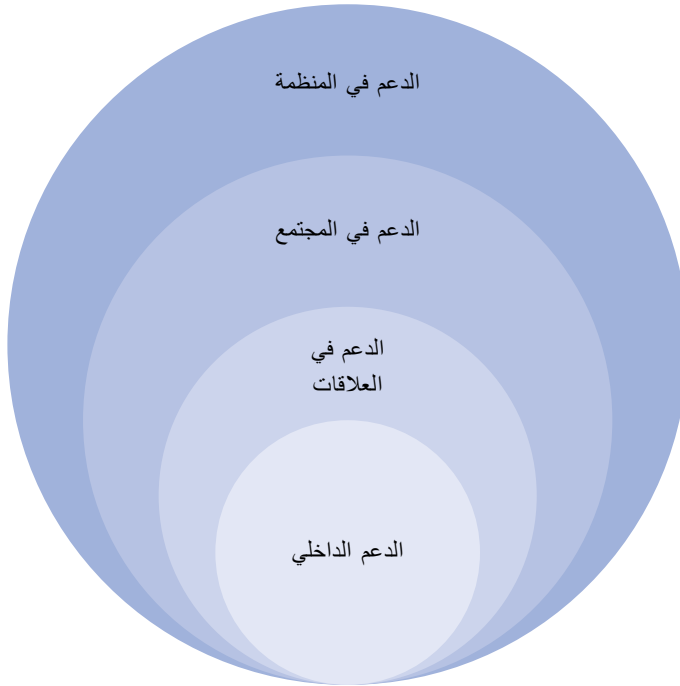 الدعم في المنظمة
الدعم في المجتمع
الدعم في
العلاقات
الدعم الداخلي